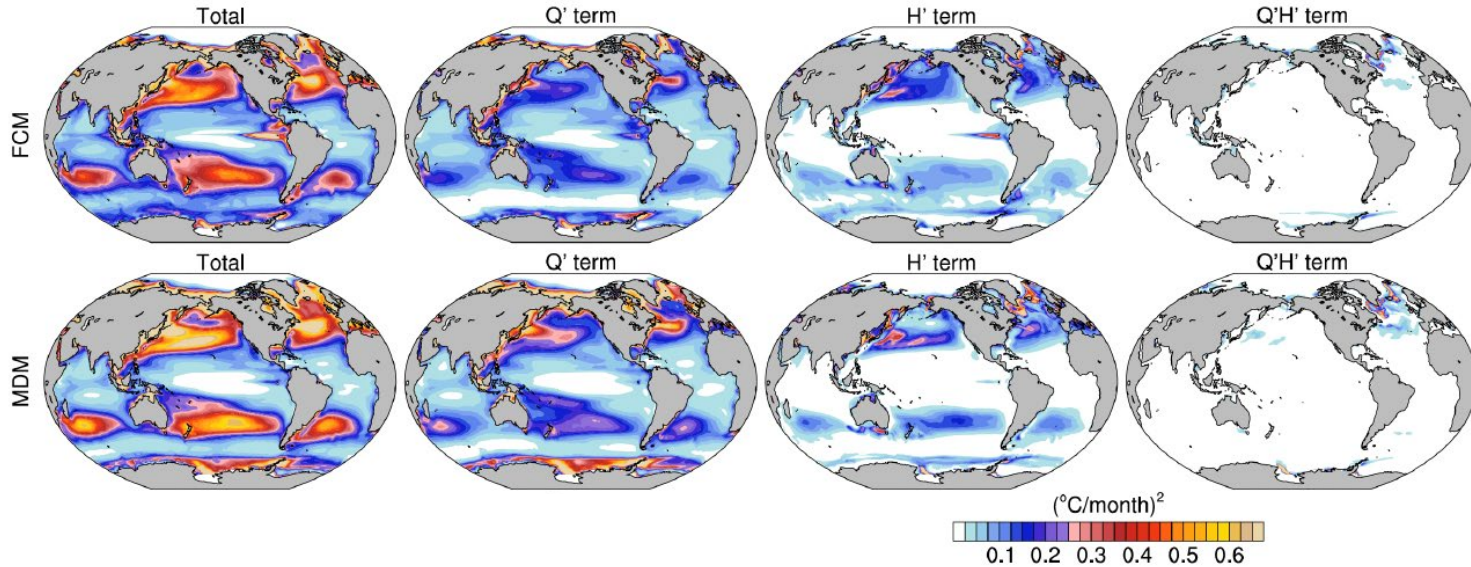 Total Q' term H' term Q'H' term
FCM
Total Q' term H' term Q'H' term
MDM
(°C/month)²
0.1 0.2 0.3 0.4 0.5 0.6